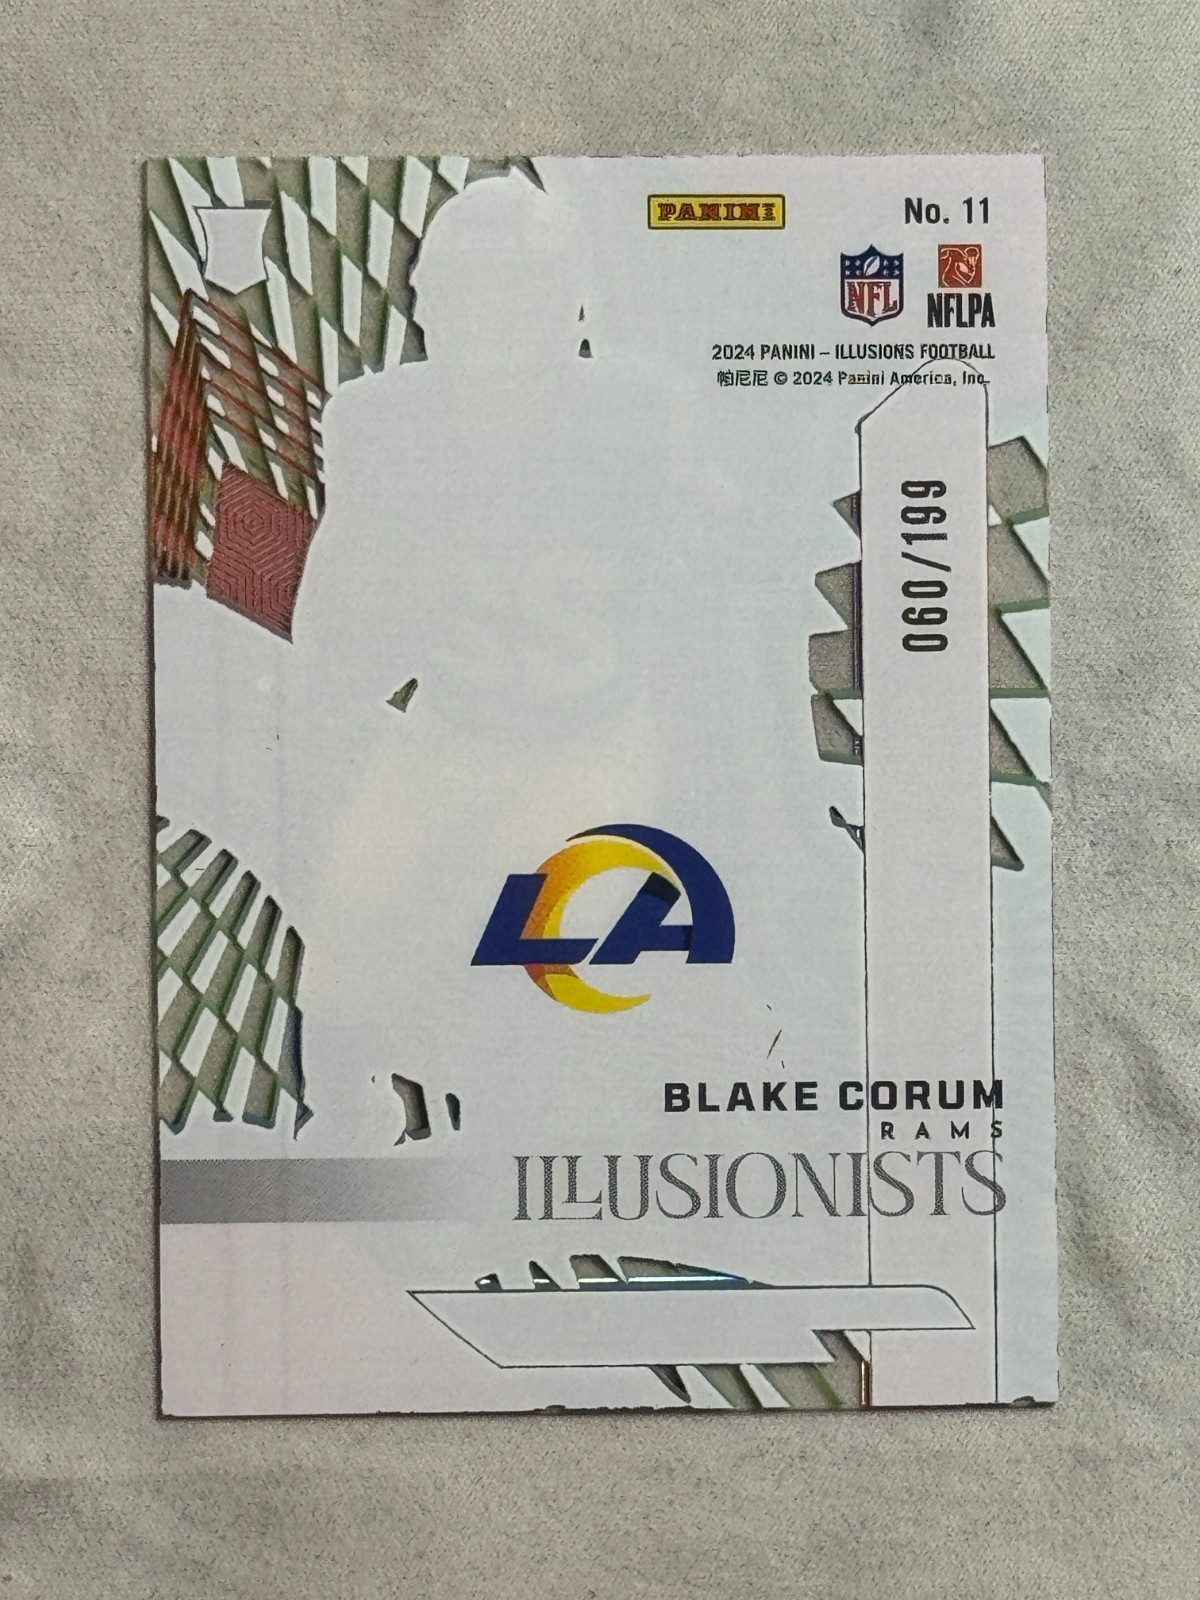 PANINI
No. 11
NFL
NFLPA
2024 PANINI – ILLUSIONS FOOTBALL
帕尼尼 © 2024 Panini America, Inc.
060/199
LA
BLAKE CORUM
RAMS
ILLUSIONISTS